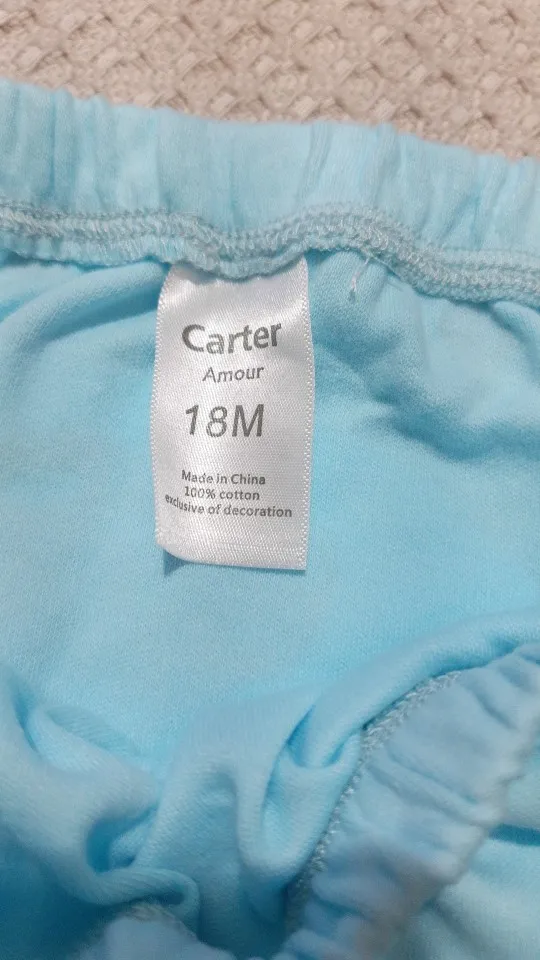 Carter
Amour
18M
Made in China
100% cotton
exclusive of decoration